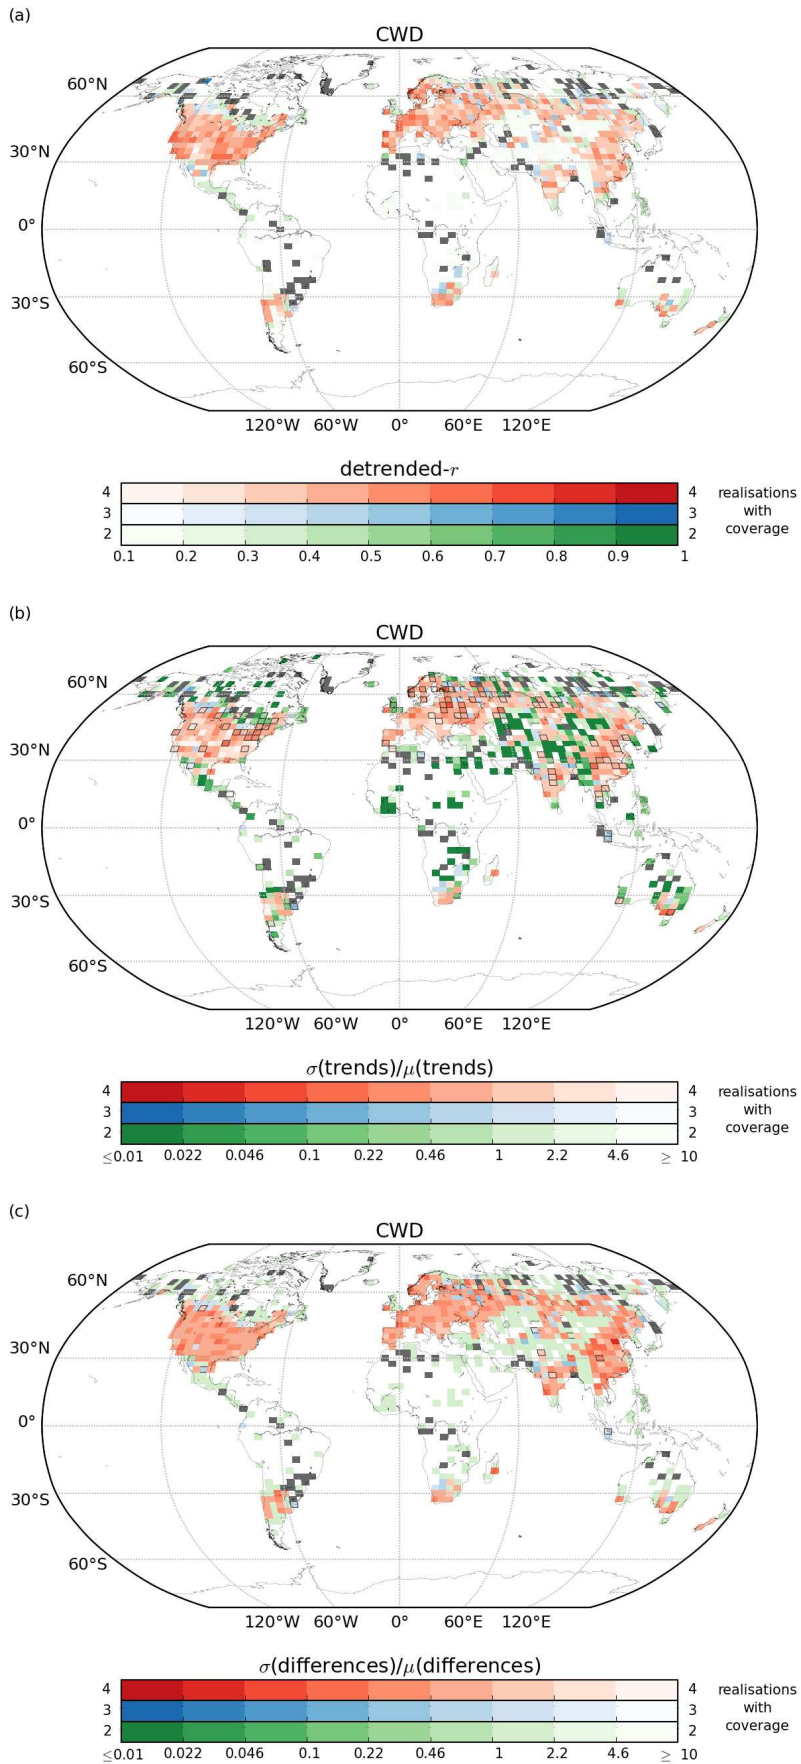 (a)
CWD
60°N
30°N
0°
30°S
60°S
120°W 60°W 0° 60°E 120°E
detrended-r
4 4 realisations
3 3 with
2 2 coverage
0.1 0.2 0.3 0.4 0.5 0.6 0.7 0.8 0.9 1
(b)
CWD
60°N
30°N
0°
30°S
60°S
120°W 60°W 0° 60°E 120°E
σ(trends)/μ(trends)
4 4 realisations
3 3 with
2 2 coverage
≤0.01 0.022 0.046 0.1 0.22 0.46 1 2.2 4.6 ≥ 10
(c)
CWD
60°N
30°N
0°
30°S
60°S
120°W 60°W 0° 60°E 120°E
σ(differences)/μ(differences)
4 4 realisations
3 3 with
2 2 coverage
≤0.01 0.022 0.046 0.1 0.22 0.46 1 2.2 4.6 ≥ 10